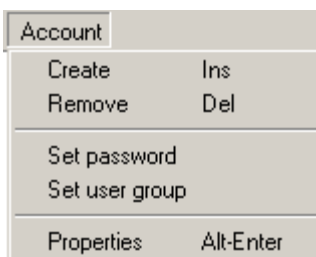 Account
Create Ins
Remove Del
Set password
Set user group
Properties Alt-Enter